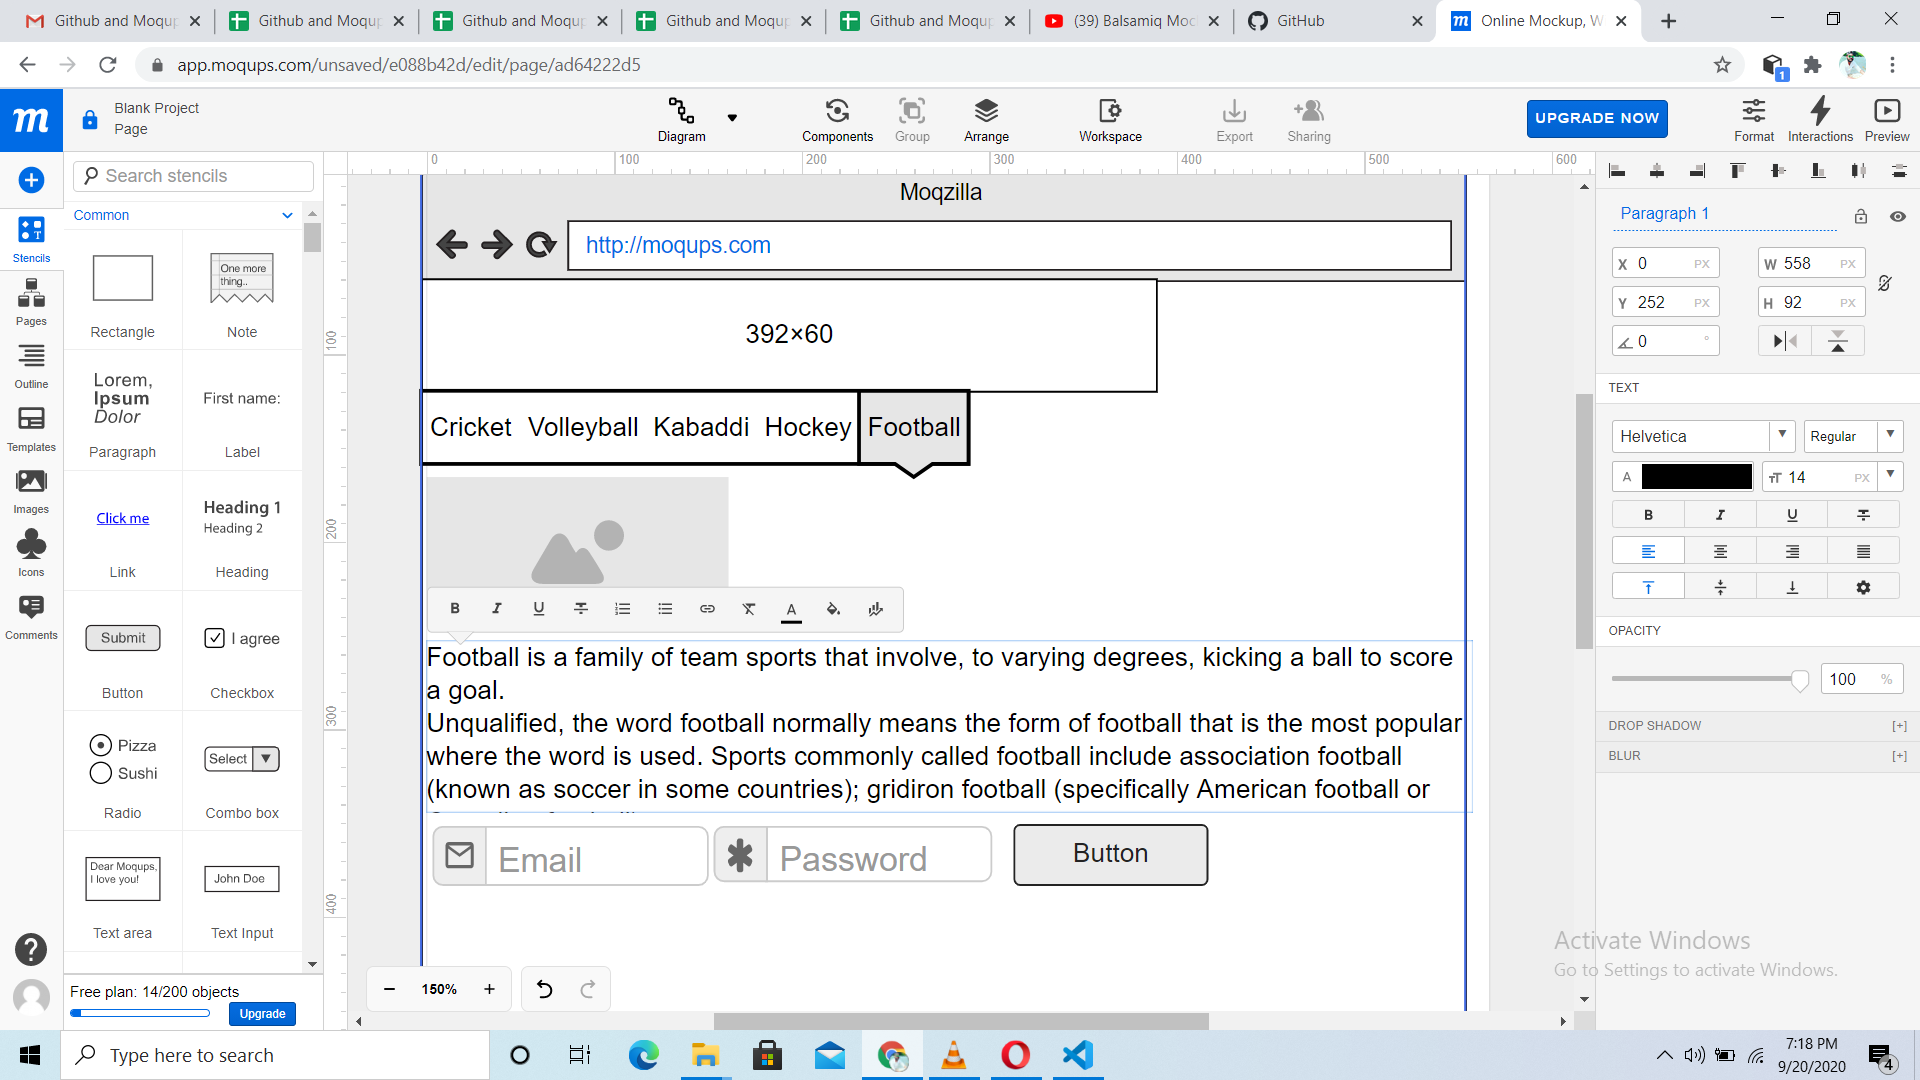 Github and Moqup
Github and Moqup
Github and Moqup
Github and Moqup
Github and Moqup
(39) Balsamiq Moc
GitHub
Online Mockup, W
app.moqups.com/unsaved/e088b42d/edit/page/ad64222d5
1
m
Blank Project
Page
Diagram
Components
Group
Arrange
Workspace
Export
Sharing
UPGRADE NOW
Format
Interactions
Preview
Stencils
Pages
Outline
Templates
Images
Icons
Comments
Search stencils
Common
Rectangle
One more
thing..
Note
Lorem,
Ipsum
Dolor
Paragraph
First name:
Label
Click me
Link
Heading 1
Heading 2
Heading
Submit
Button
I agree
Checkbox
Pizza
Sushi
Radio
Select
Combo box
Dear Moqups,
I love you!
Text area
John Doe
Text Input
Free plan: 14/200 objects
Upgrade
0 100 200 300 400 500 600
100
200
300
400
Moqzilla
http://moqups.com
392×60
Cricket Volleyball Kabaddi Hockey Football
B I U A
Football is a family of team sports that involve, to varying degrees, kicking a ball to score
a goal.
Unqualified, the word football normally means the form of football that is the most popular
where the word is used. Sports commonly called football include association football
(known as soccer in some countries); gridiron football (specifically American football or
Email
Password
Button
150%
Paragraph 1
X 0 PX
W 558 PX
Y 252 PX
H 92 PX
0 °
TEXT
Helvetica
Regular
A
14 PX
B I U
OPACITY
100 %
DROP SHADOW [+]
BLUR [+]
Activate Windows
Go to Settings to activate Windows.
Type here to search
7:18 PM
9/20/2020
4